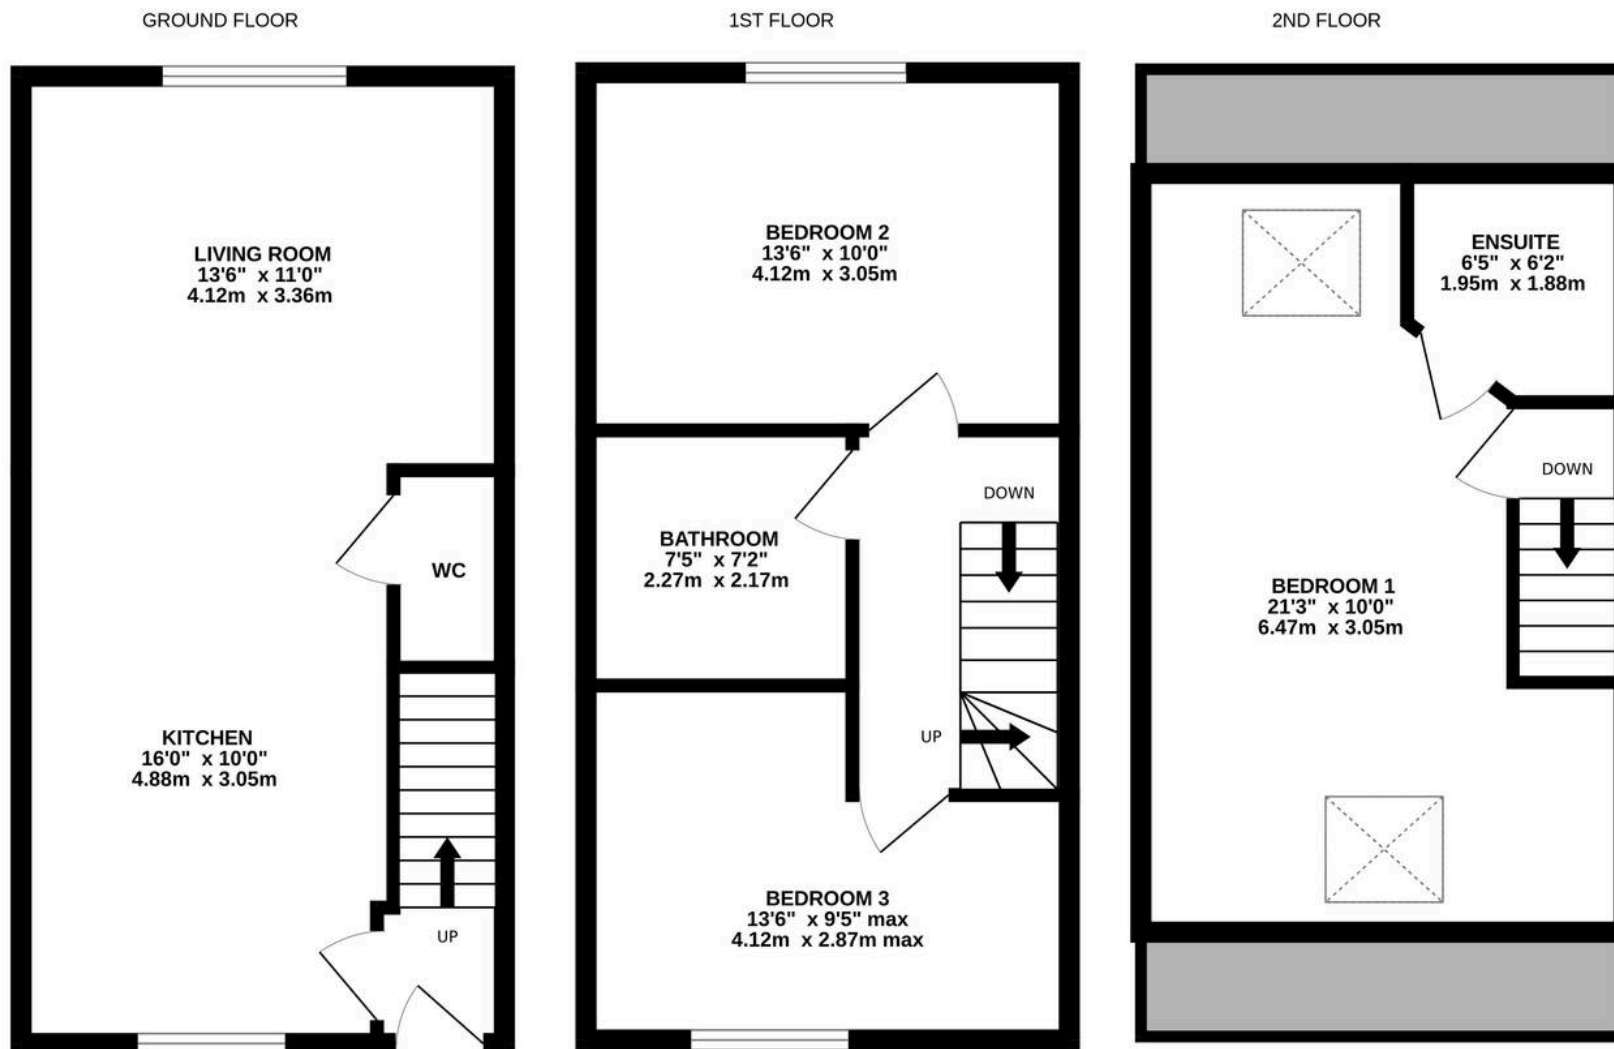 GROUND FLOOR
LIVING ROOM
13'6" x 11'0"
4.12m x 3.36m
WC
KITCHEN
16'0" x 10'0"
4.88m x 3.05m
UP
1ST FLOOR
BEDROOM 2
13'6" x 10'0"
4.12m x 3.05m
DOWN
BATHROOM
7'5" x 7'2"
2.27m x 2.17m
UP
BEDROOM 3
13'6" x 9'5" max
4.12m x 2.87m max
2ND FLOOR
ENSUITE
6'5" x 6'2"
1.95m x 1.88m
DOWN
BEDROOM 1
21'3" x 10'0"
6.47m x 3.05m